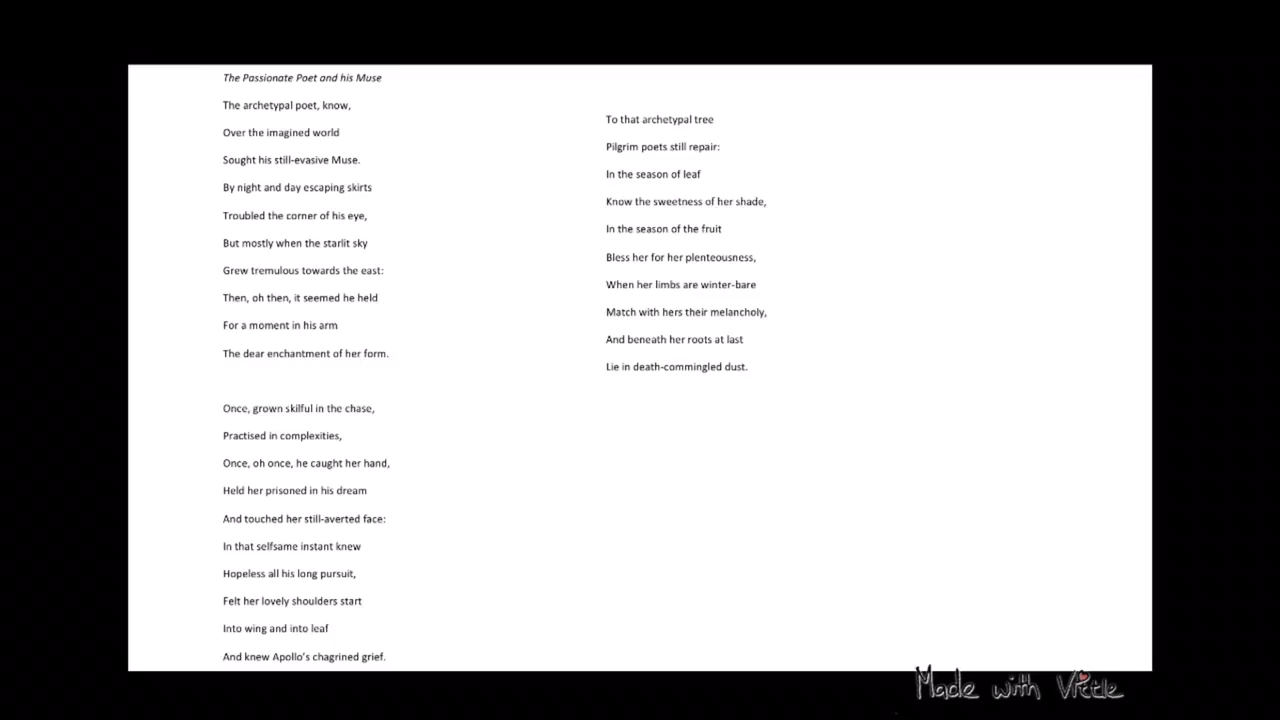 The Passionate Poet and his Muse
The archetypal poet, know,
Over the imagined world
Sought his still-evasive Muse.
By night and day escaping skirts
Troubled the corner of his eye,
But mostly when the starlit sky
Grew tremulous towards the east:
Then, oh then, it seemed he held
For a moment in his arm
The dear enchantment of her form.
Once, grown skilful in the chase,
Practised in complexities,
Once, oh once, he caught her hand,
Held her prisoned in his dream
And touched her still-averted face:
In that selfsame instant knew
Hopeless all his long pursuit,
Felt her lovely shoulders start
Into wing and into leaf
And knew Apollo's chagrined grief.
To that archetypal tree
Pilgrim poets still repair:
In the season of leaf
Know the sweetness of her shade,
In the season of the fruit
Bless her for her plenteousness,
When her limbs are winter-bare
Match with hers their melancholy,
And beneath her roots at last
Lie in death-commingled dust.
Made with Vittle